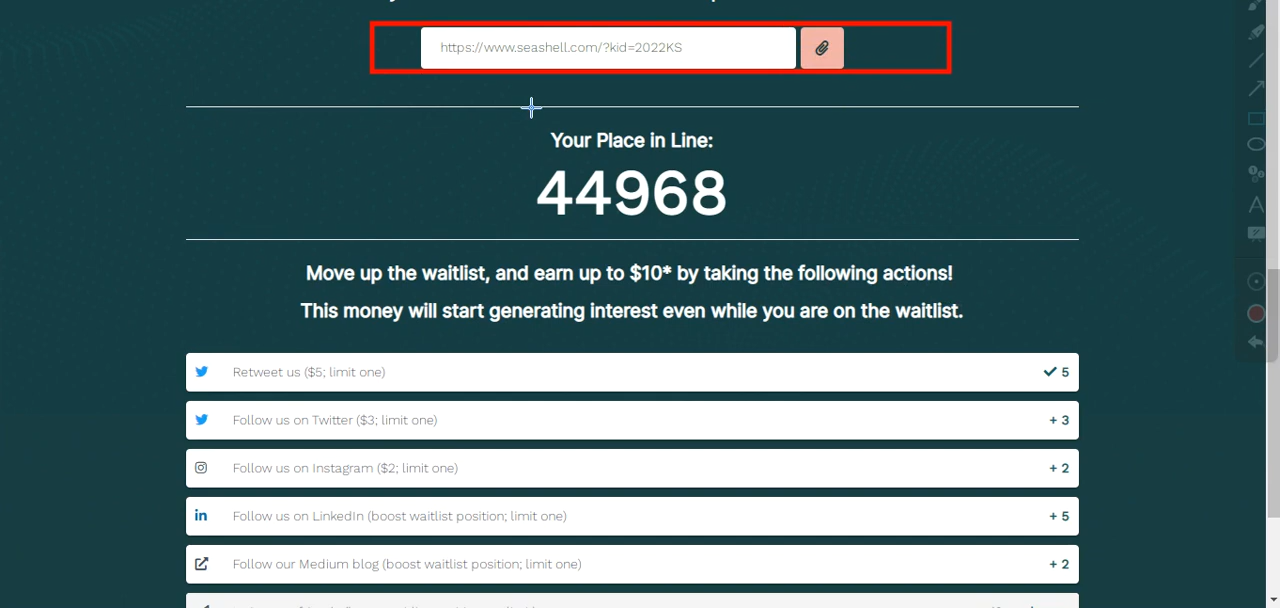 https://www.seashell.com/?kid=2022KS
Your Place in Line:
44968
Move up the waitlist, and earn up to $10* by taking the following actions!
This money will start generating interest even while you are on the waitlist.
Retweet us ($5; limit one) 5
Follow us on Twitter ($3; limit one) + 3
Follow us on Instagram ($2; limit one) + 2
Follow us on LinkedIn (boost waitlist position; limit one) + 5
Follow our Medium blog (boost waitlist position; limit one) + 2